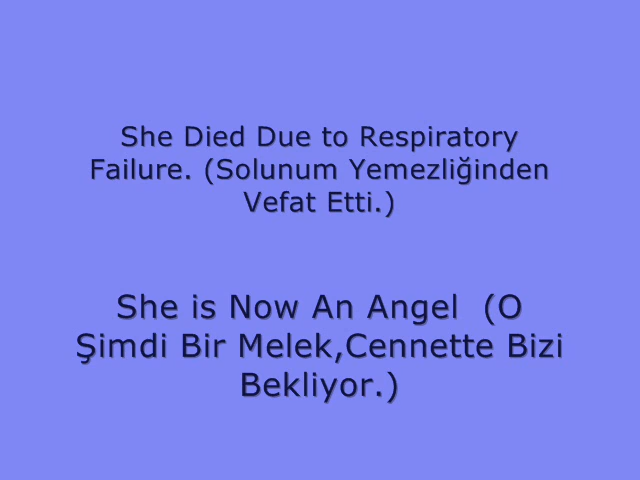 She Died Due to Respiratory
Failure. (Solunum Yemezliğinden
Vefat Etti.)
She is Now An Angel  (O
Şimdi Bir Melek,Cennette Bizi
Bekliyor.)